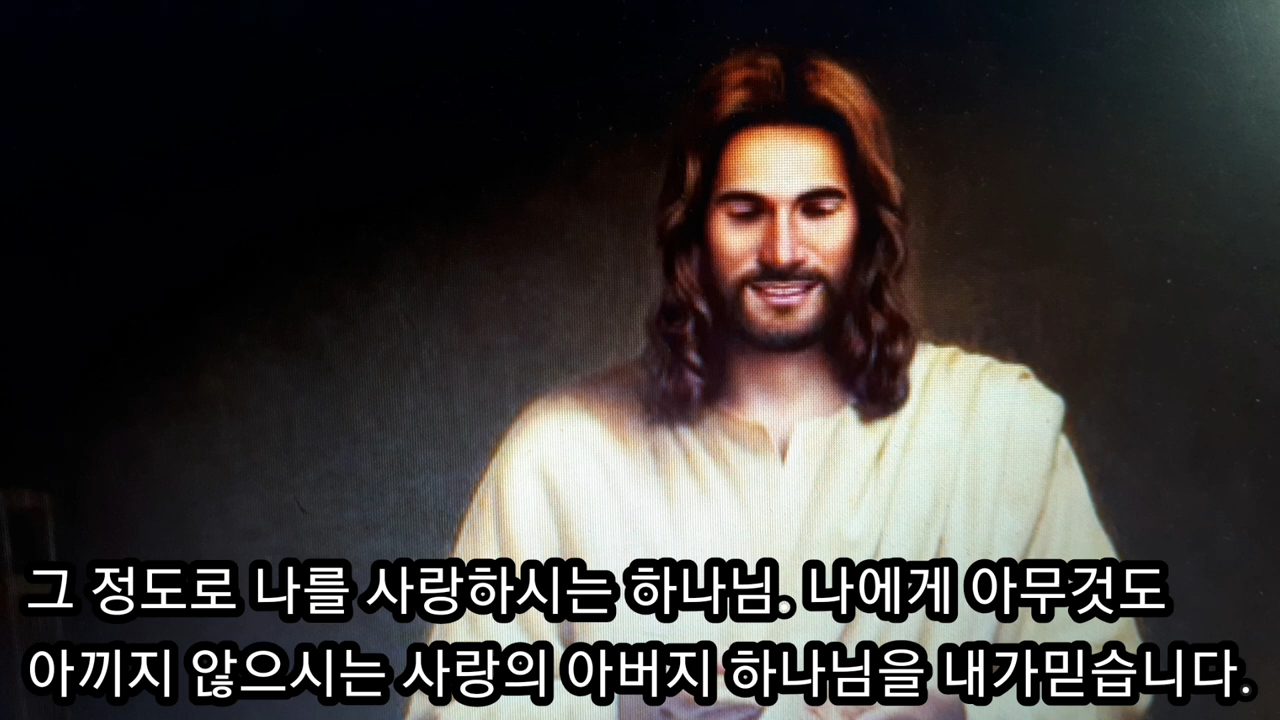 그 정도로 나를 사랑하시는 하나님. 나에게 아무것도
아끼지 않으시는 사랑의 아버지 하나님을 내가믿습니다.